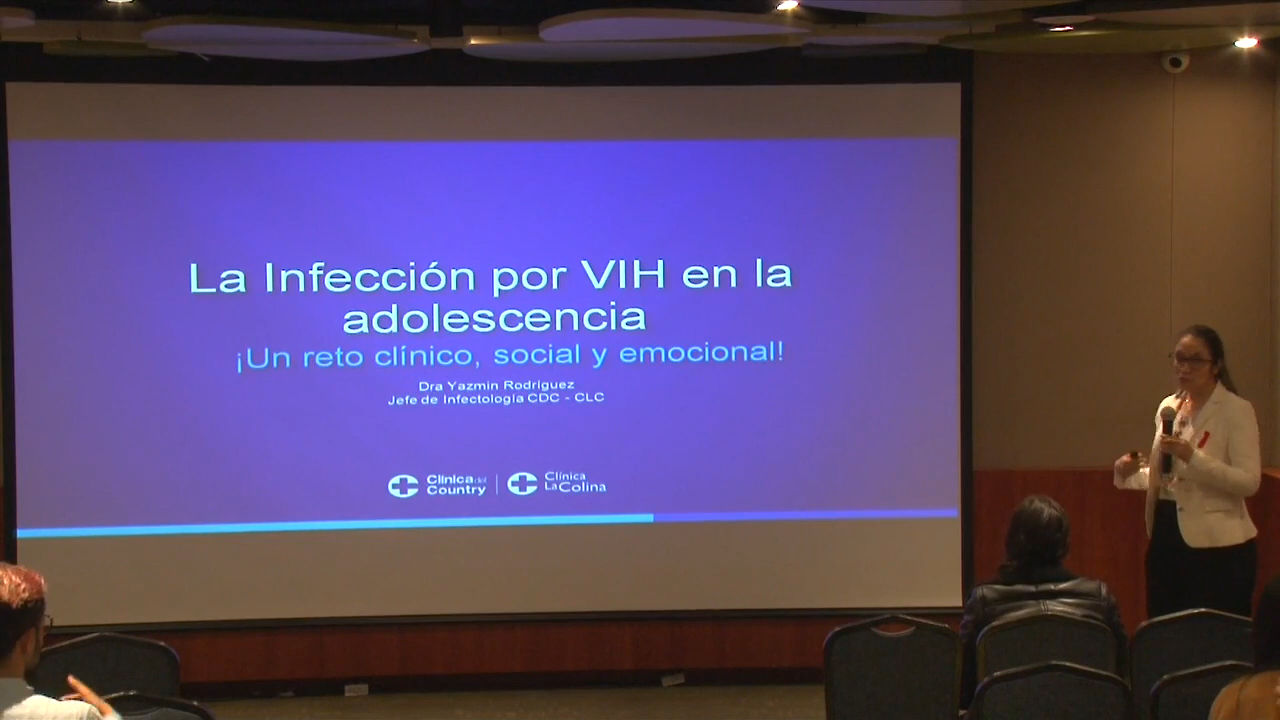 La Infección por VIH en la
adolescencia
¡Un reto clínico, social y emocional!
Dra Yazmin Rodriguez
Jefe de Infectología CDC - CLC
Clínica del
Country
Clínica
La Colina